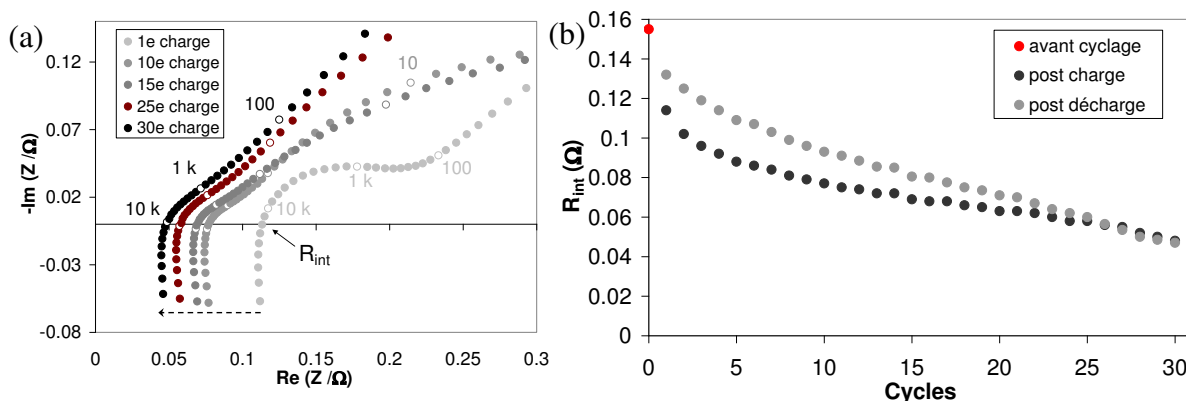 (a)
-Im (Z /Ω)
0.12
0.07
0.02
-0.03
-0.08
1e charge
10e charge
15e charge
25e charge
30e charge
10
100
1 k
10 k
1 k
100
10 k
R_int
0
0.05
0.1
0.15
0.2
0.25
0.3
Re (Z /Ω)
(b)
R_int (Ω)
0.16
0.14
0.12
0.1
0.08
0.06
0.04
0.02
0
avant cyclage
post charge
post décharge
0
5
10
15
20
25
30
Cycles